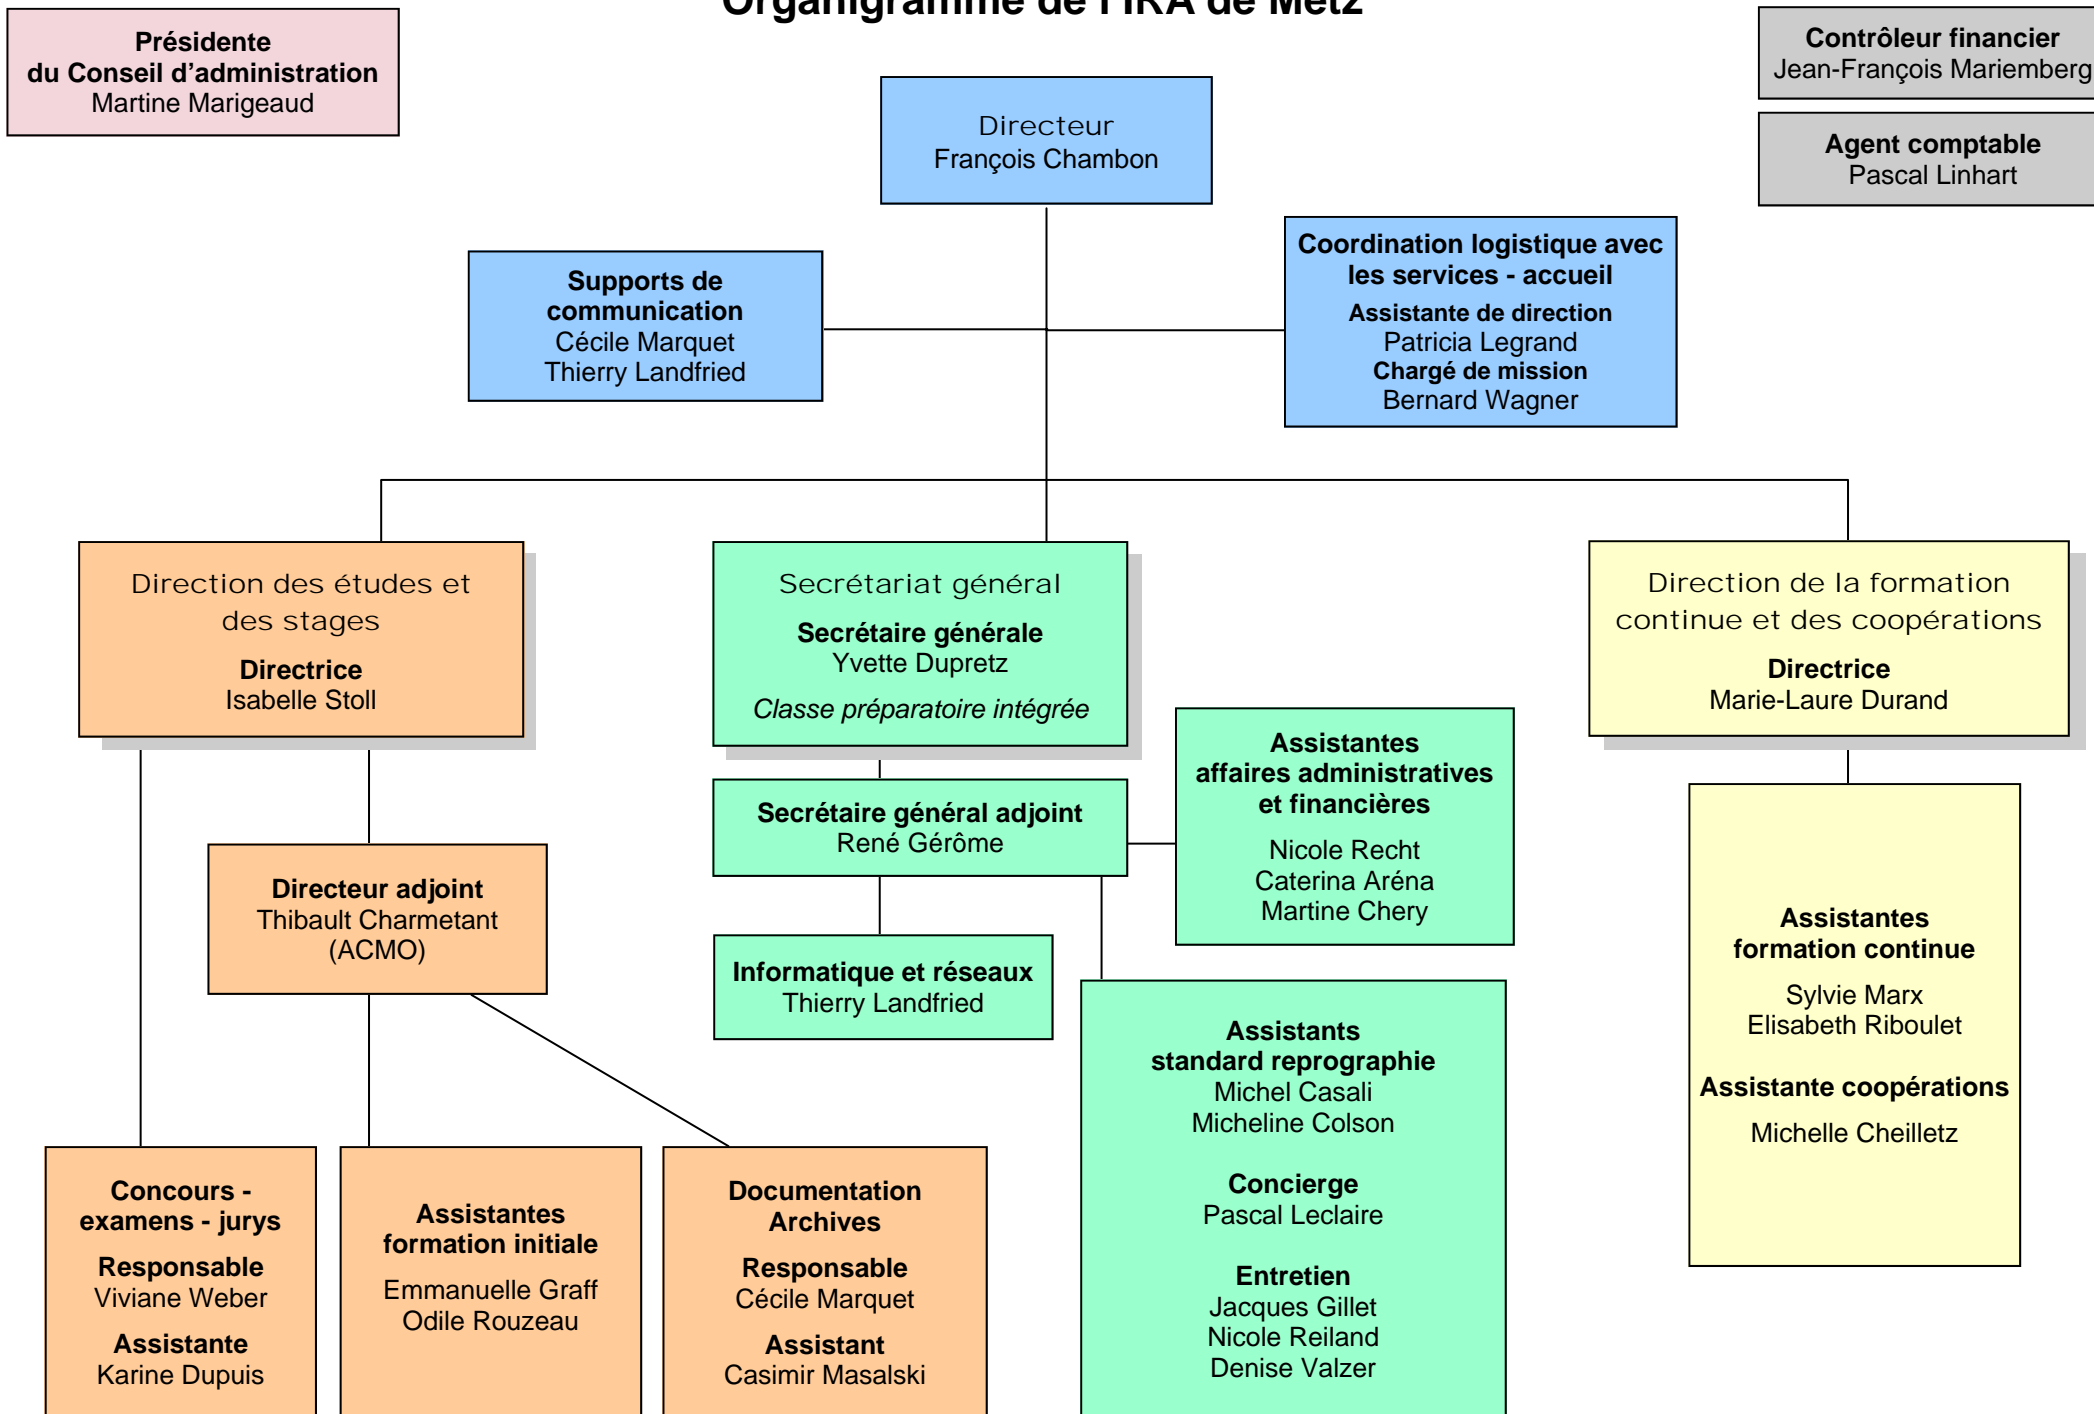 Organigramme de l'IRA de Metz
Présidente
du Conseil d'administration
Martine Marigeaud
Contrôleur financier
Jean-François Mariemberg
Agent comptable
Pascal Linhart
Directeur
François Chambon
Supports de
communication
Cécile Marquet
Thierry Landfried
Coordination logistique avec
les services - accueil
Assistante de direction
Patricia Legrand
Chargé de mission
Bernard Wagner
Direction des études et
des stages
Directrice
Isabelle Stoll
Secrétariat général
Secrétaire générale
Yvette Dupretz
Classe préparatoire intégrée
Direction de la formation
continue et des coopérations
Directrice
Marie-Laure Durand
Secrétaire général adjoint
René Gérôme
Assistantes
affaires administratives
et financières
Nicole Recht
Caterina Aréna
Martine Chery
Directeur adjoint
Thibault Charmetant
(ACMO)
Informatique et réseaux
Thierry Landfried
Assistantes
formation continue
Sylvie Marx
Elisabeth Riboulet
Assistante coopérations
Michelle Cheilletz
Assistants
standard reprographie
Michel Casali
Micheline Colson
Concierge
Pascal Leclaire
Entretien
Jacques Gillet
Nicole Reiland
Denise Valzer
Concours -
examens - jurys
Responsable
Viviane Weber
Assistante
Karine Dupuis
Assistantes
formation initiale
Emmanuelle Graff
Odile Rouzeau
Documentation
Archives
Responsable
Cécile Marquet
Assistant
Casimir Masalski